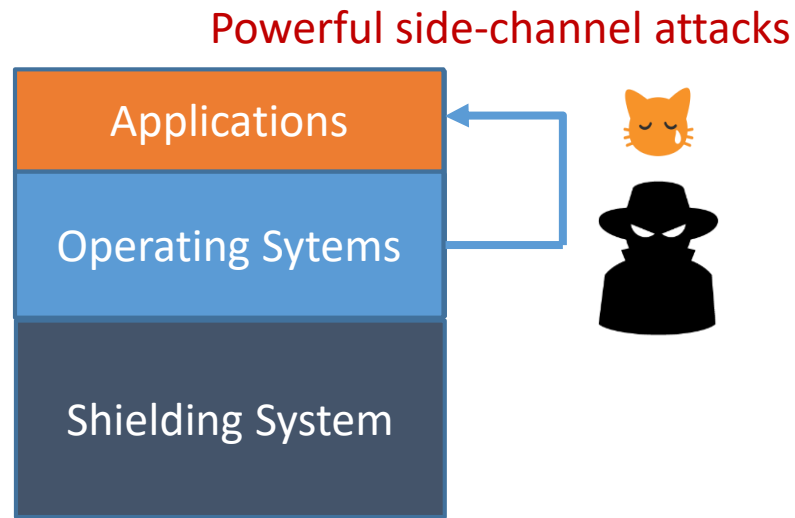 Powerful side-channel attacks
Applications
Operating Sytems
Shielding System